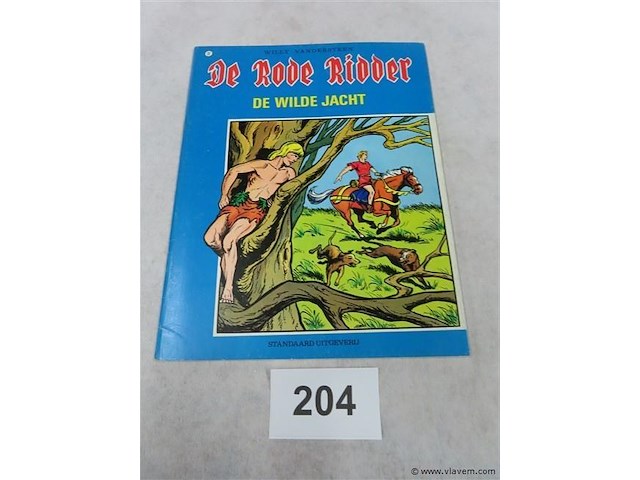 WILLY VANDERSTEEN
De Rode Ridder
DE WILDE JACHT
STANDAARD UITGEVERIJ
204
© www.vlavem.com